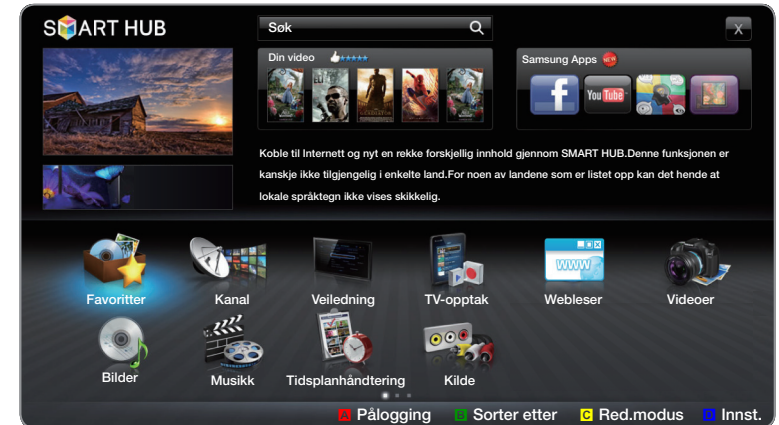 SMART HUB
Søk
X
Din video
Samsung Apps NEW
GLADIATOR
f
You Tube
Koble til Internett og nyt en rekke forskjellig innhold gjennom SMART HUB.Denne funksjonen er
kanskje ikke tilgjengelig i enkelte land.For noen av landene som er listet opp kan det hende at
lokale språktegn ikke vises skikkelig.
www
Favoritter Kanal Veiledning TV-opptak Webleser Videoer
Bilder Musikk Tidsplanhåndtering Kilde
A Pålogging B Sorter etter C Red.modus D Innst.